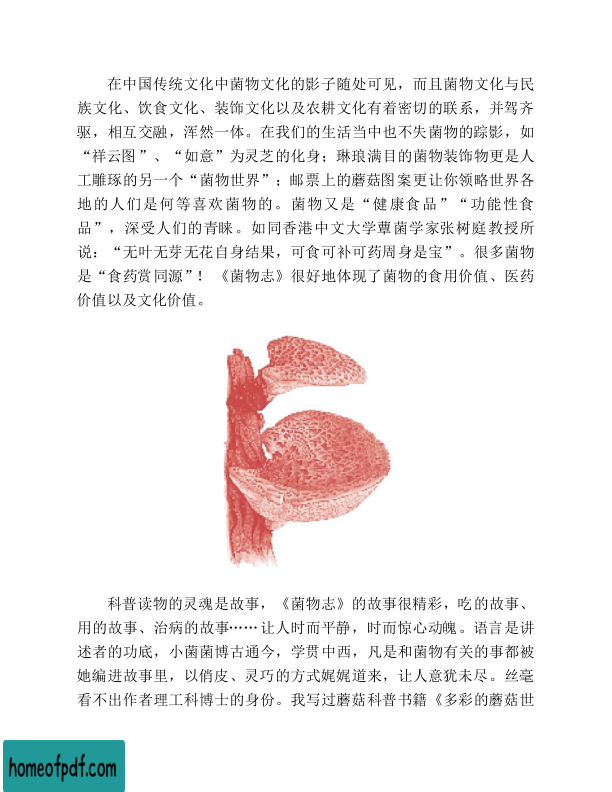 在中国传统文化中菌物文化的影子随处可见，而且菌物文化与民
族文化、饮食文化、装饰文化以及农耕文化有着密切的联系，并驾齐
驱，相互交融，浑然一体。在我们的生活当中也不失菌物的踪影，如
“祥云图”、“如意”为灵芝的化身；琳琅满目的菌物装饰物更是人
工雕琢的另一个“菌物世界”；邮票上的蘑菇图案更让你领略世界各
地的人们是何等喜欢菌物的。菌物又是“健康食品”“功能性食
品”，深受人们的青睐。如同香港中文大学蕈菌学家张树庭教授所
说：“无叶无芽无花自身结果，可食可补可药周身是宝”。很多菌物
是“食药赏同源”！《菌物志》很好地体现了菌物的食用价值、医药
价值以及文化价值。
科普读物的灵魂是故事，《菌物志》的故事很精彩，吃的故事、
用的故事、治病的故事……让人时而平静，时而惊心动魄。语言是讲
述者的功底，小菌菌博古通今，学贯中西，凡是和菌物有关的事都被
她编进故事里，以俏皮、灵巧的方式娓娓道来，让人意犹未尽。丝毫
看不出作者理工科博士的身份。我写过蘑菇科普书籍《多彩的蘑菇世
homeofpdf.com